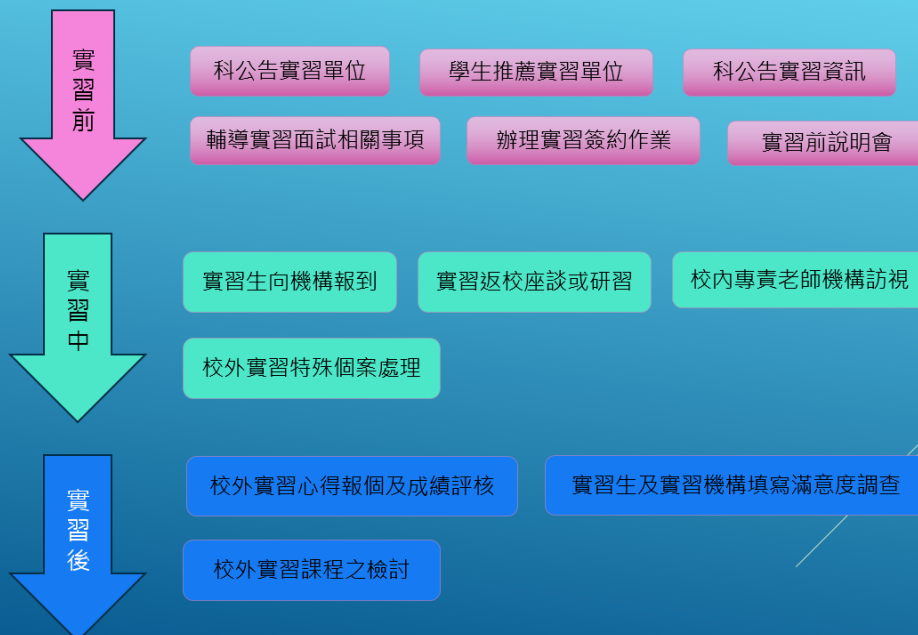 實習前
科公告實習單位
學生推薦實習單位
科公告實習資訊
輔導實習面試相關事項
辦理實習簽約作業
實習前說明會
實習中
實習生向機構報到
實習返校座談或研習
校內專責老師機構訪視
校外實習特殊個案處理
實習後
校外實習心得報個及成績評核
實習生及實習機構填寫滿意度調查
校外實習課程之檢討